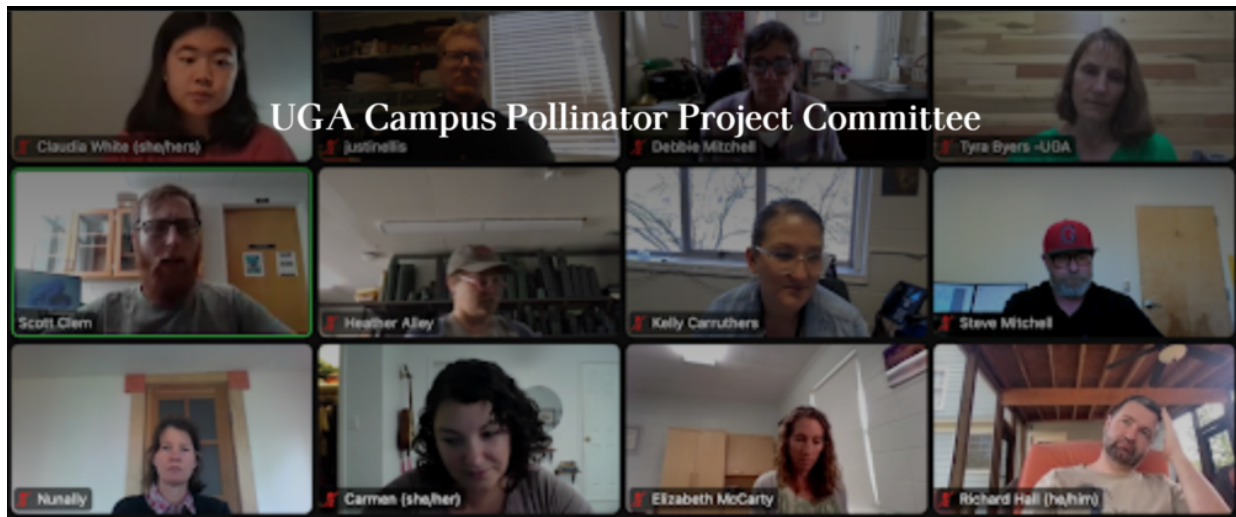 UGA Campus Pollinator Project Committee
Claudia White (she/hers)
justinellis
Debbie Mitchell
Tyra Byers -UGA
Scott Clem
Heather Alley
Kelly Carruthers
Steve Mitchell
Nunally
Carmen (she/her)
Elizabeth McCarty
Richard Hall (he/him)